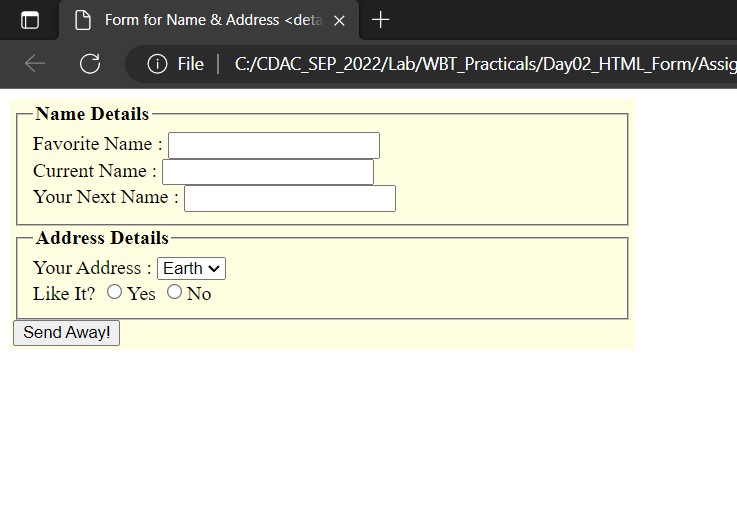 Form for Name & Address <deta
File | C:/CDAC_SEP_2022/Lab/WBT_Practicals/Day02_HTML_Form/Assig
Name Details
Favorite Name :
Current Name :
Your Next Name :
Address Details
Your Address : Earth
Like It? Yes No
Send Away!